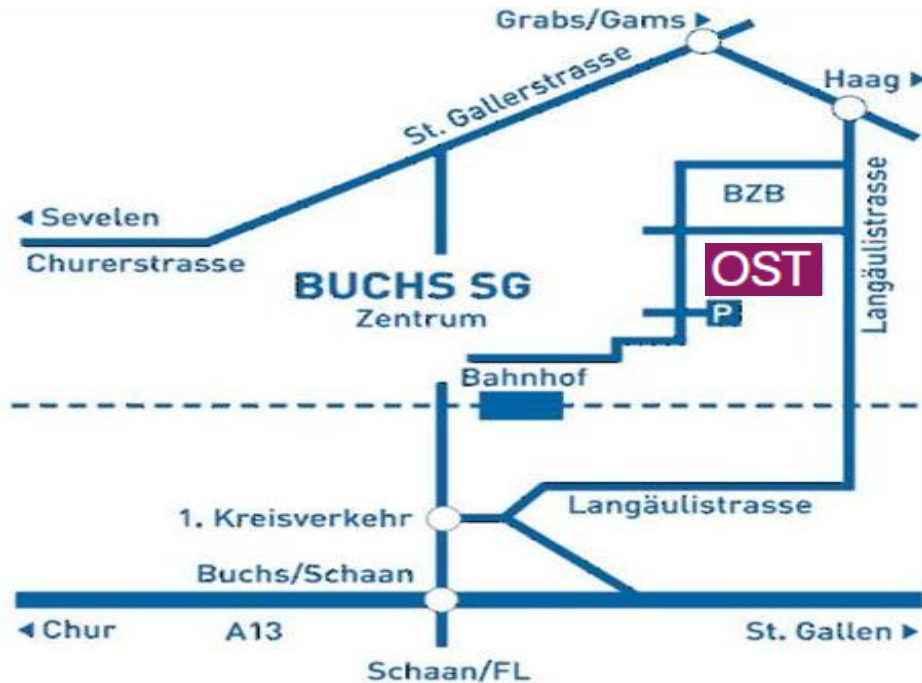 Grabs/Gams ▶
Haag ▶
St. Gallerstrasse
BZB
Langäulistrasse
◀ Sevelen
Churerstrasse
OST
BUCHS SG
Zentrum
P
Bahnhof
Langäulistrasse
1. Kreisverkehr
Buchs/Schaan
◀ Chur
A13
St. Gallen ▶
Schaan/FL